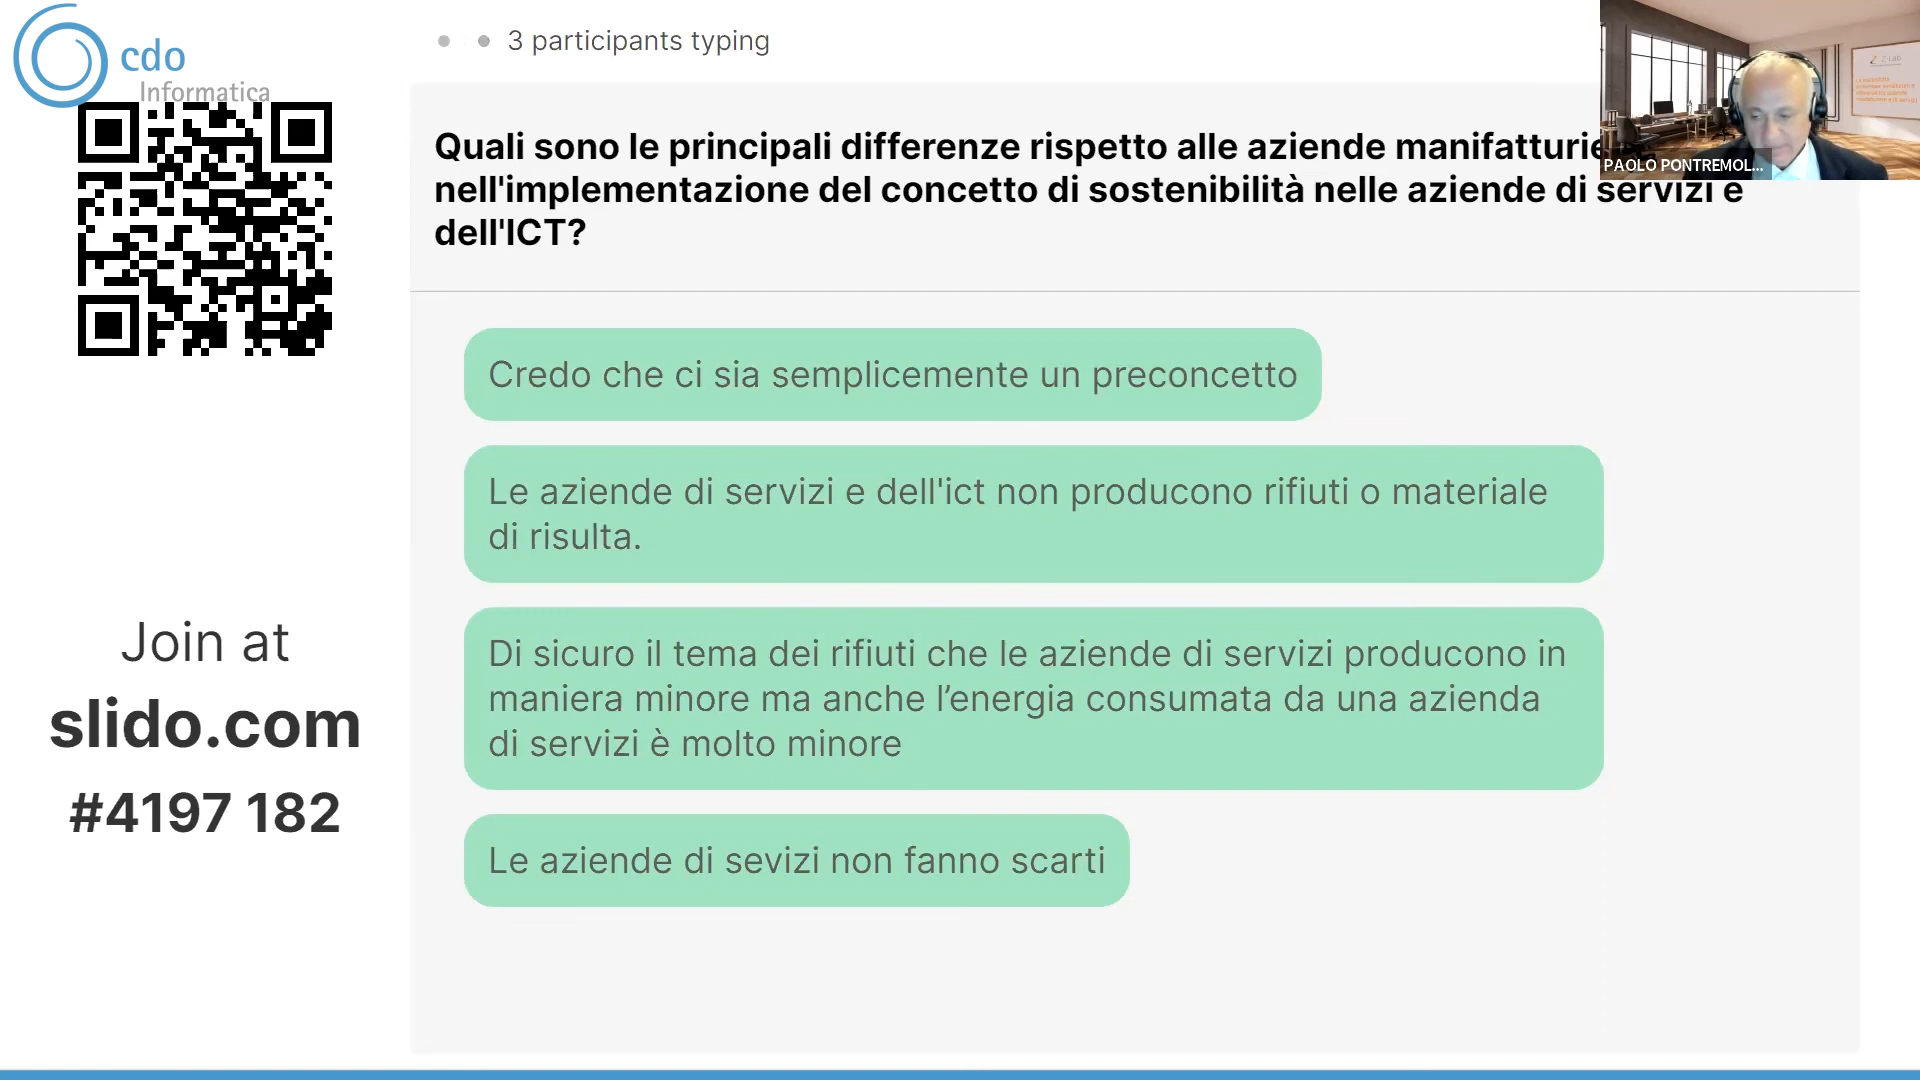 cdo
Informatica
3 participants typing
Quali sono le principali differenze rispetto alle aziende
nell'implementazione del concetto di sostenibilità nelle aziende di servizi e
dell'ICT?
PAOLO PONTREMOL...
Credo che ci sia semplicemente un preconcetto
Le aziende di servizi e dell'ict non producono rifiuti o materiale
di risulta.
Di sicuro il tema dei rifiuti che le aziende di servizi producono in
maniera minore ma anche l’energia consumata da una azienda
di servizi è molto minore
Le aziende di sevizi non fanno scarti
Join at
slido.com
#4197 182